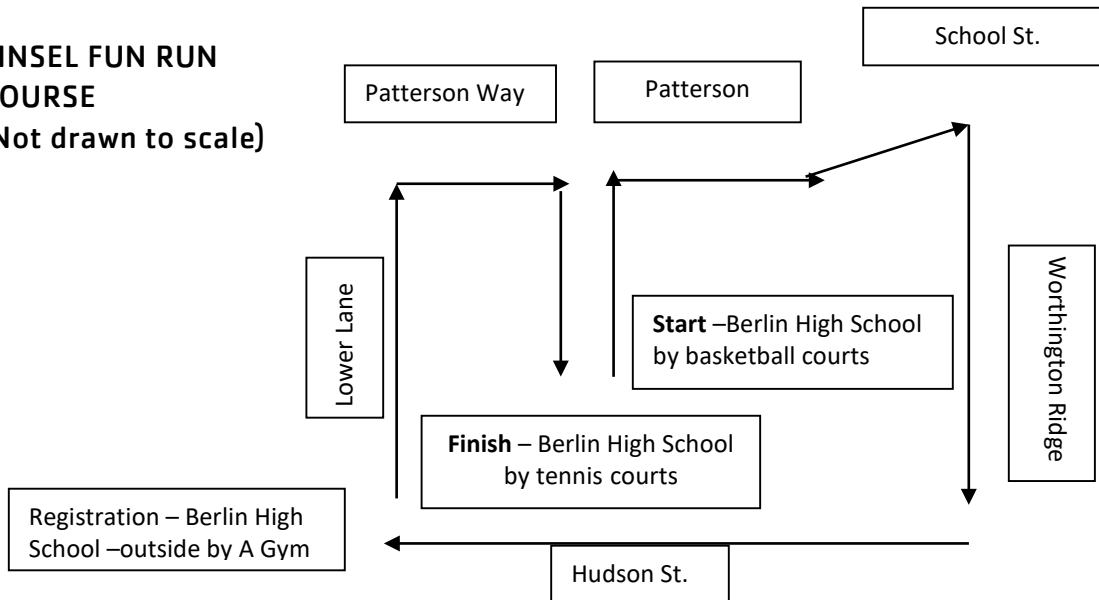 INSEL FUN RUN
OURSE
Not drawn to scale)
School St.
Patterson Way
Patterson
Lower Lane
Start –Berlin High School
by basketball courts
Worthington Ridge
Finish – Berlin High School
by tennis courts
Registration – Berlin High
School –outside by A Gym
Hudson St.